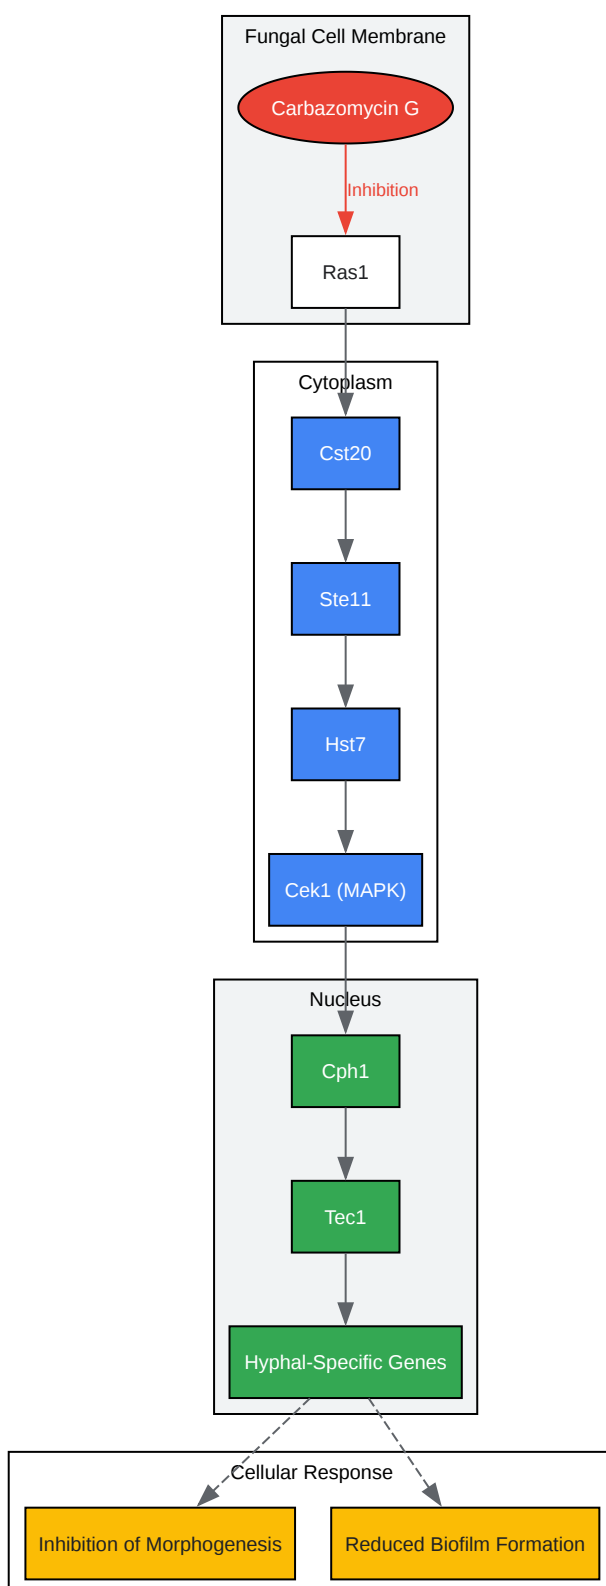 Fungal Cell Membrane
Carbazomycin G
Inhibition
Ras1
Cytoplasm
Cst20
Ste11
Hst7
Cek1 (MAPK)
Nucleus
Cph1
Tec1
Hyphal-Specific Genes
Cellular Response
Inhibition of Morphogenesis
Reduced Biofilm Formation